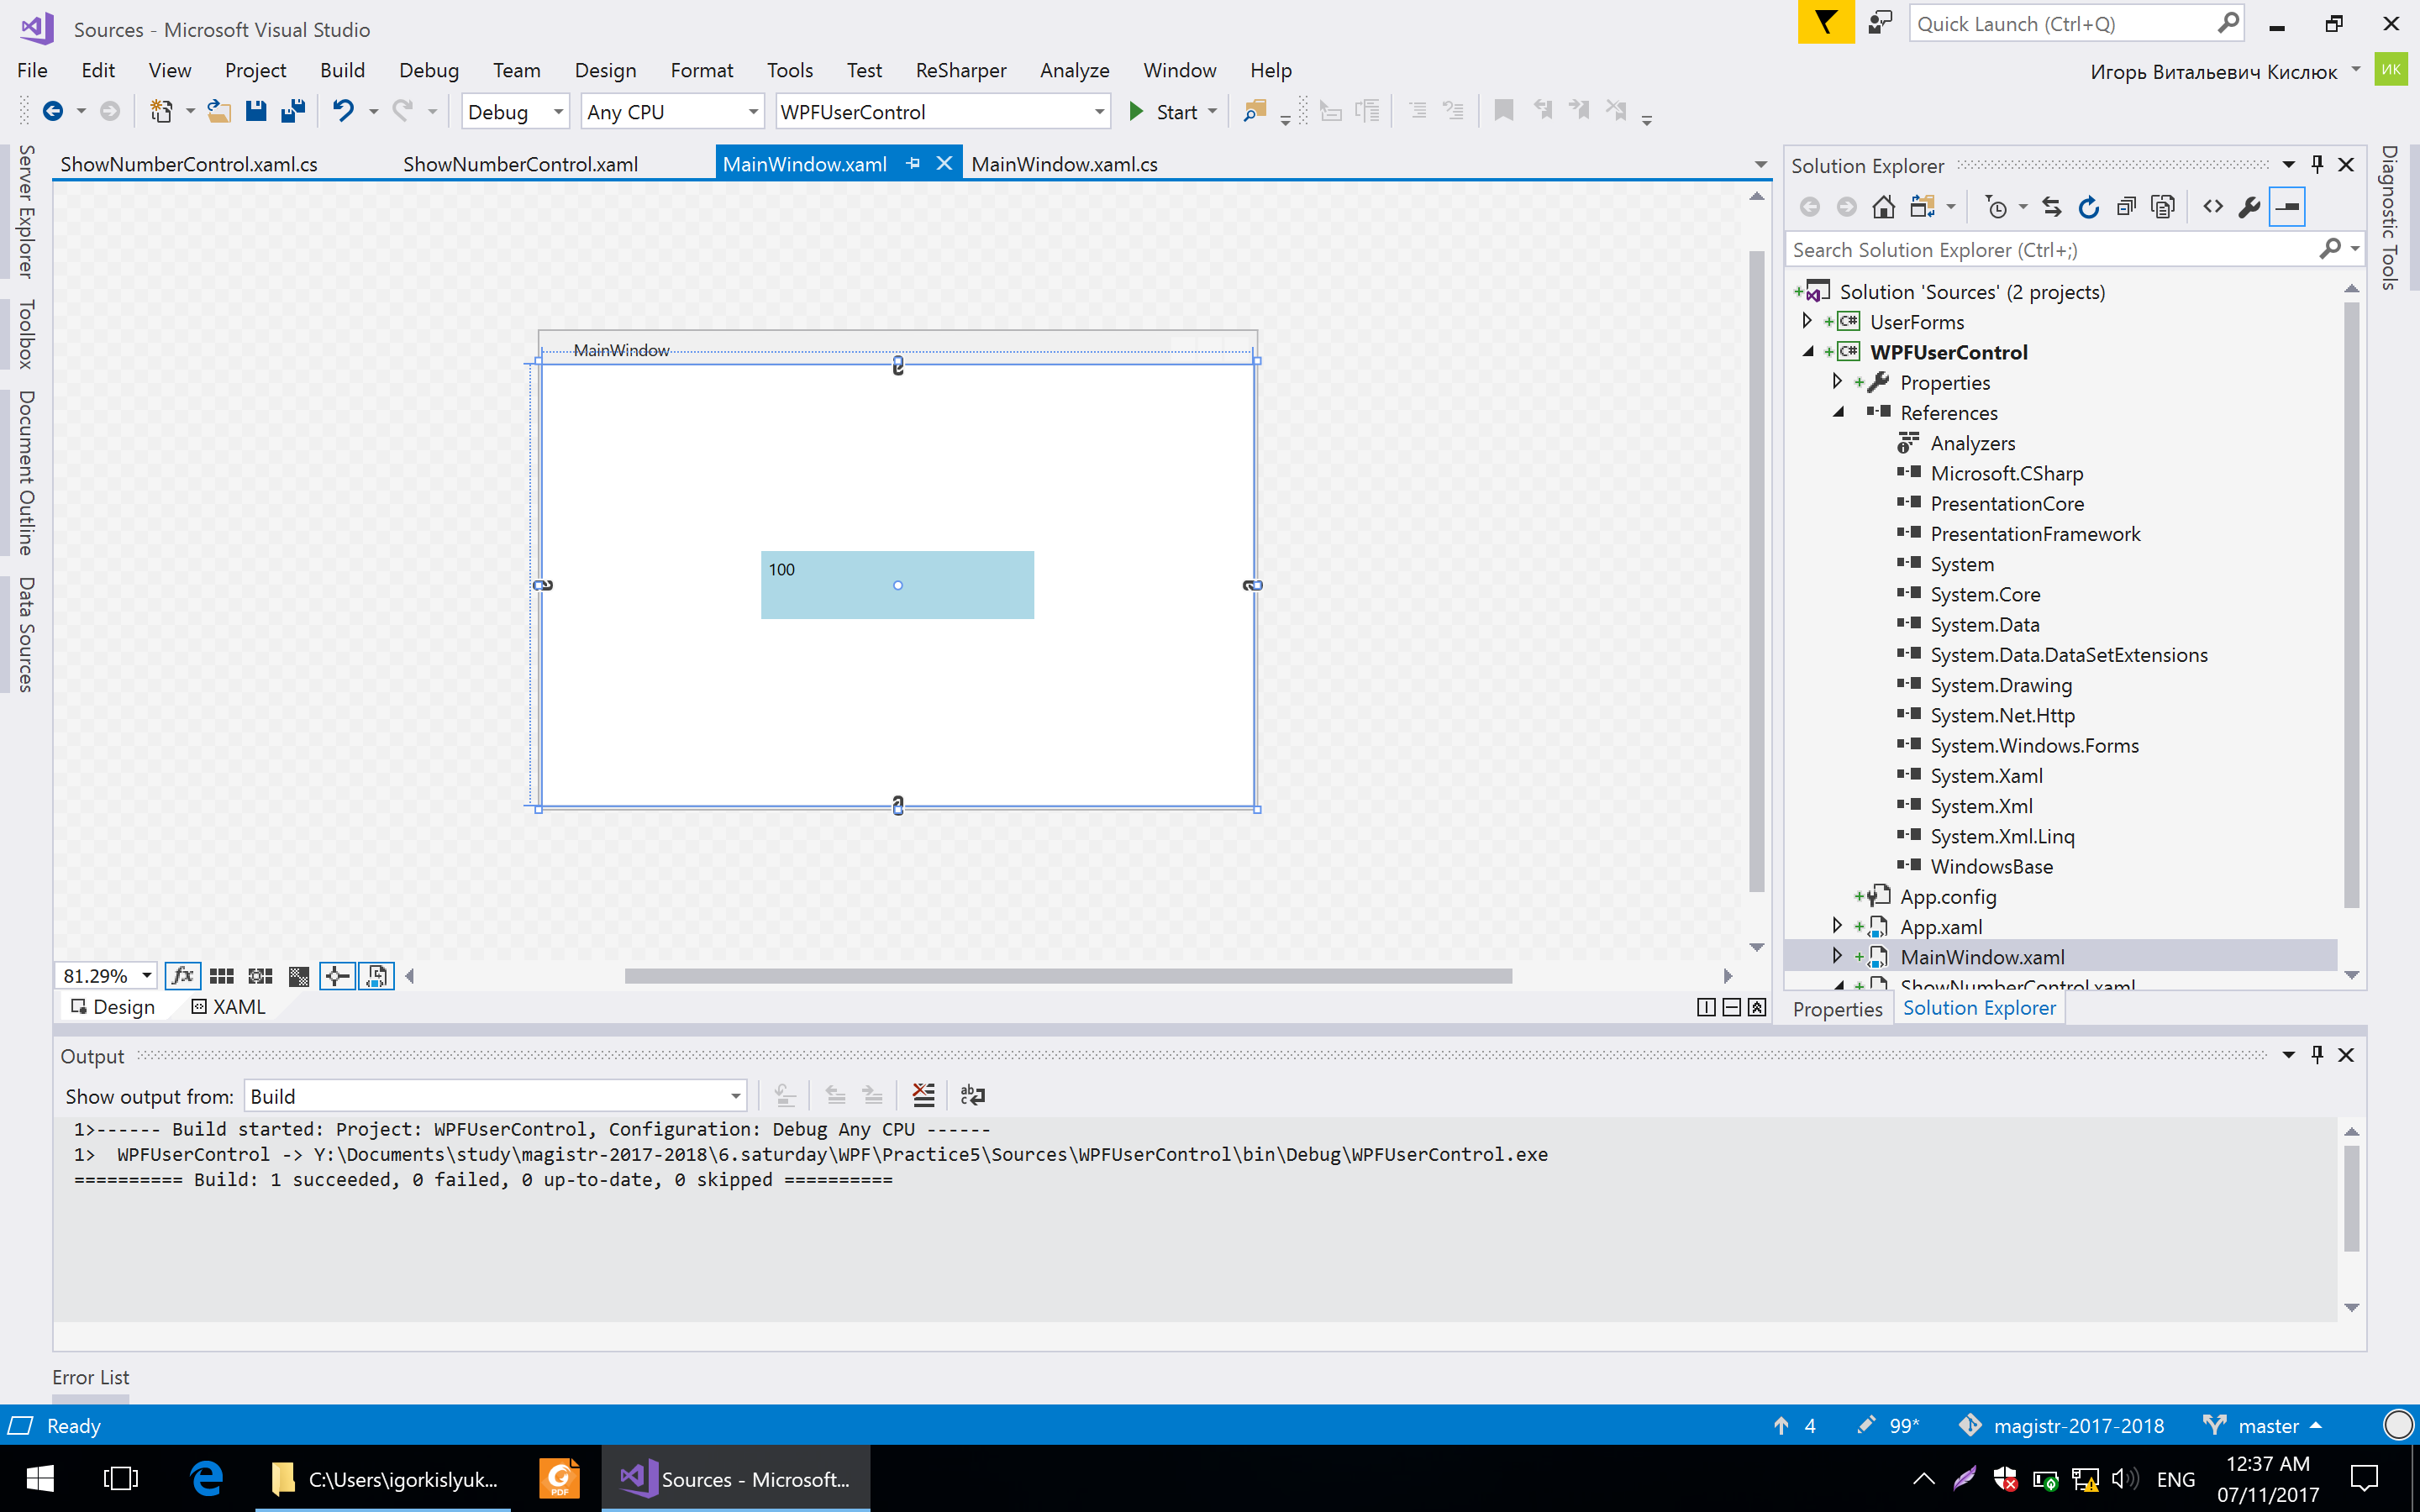 Sources - Microsoft Visual Studio
Quick Launch (Ctrl+Q)
File Edit View Project Build Debug Team Design Format Tools Test ReSharper Analyze Window Help
Игорь Витальевич Кислюк
ИК
Debug
Any CPU
WPFUserControl
Start
Server Explorer
Toolbox
Document Outline
Data Sources
ShowNumberControl.xaml.cs
ShowNumberControl.xaml
MainWindow.xaml
MainWindow.xaml.cs
MainWindow
100
81.29%
fx
Design
XAML
Solution Explorer
Search Solution Explorer (Ctrl+;)
Solution 'Sources' (2 projects)
C# UserForms
C# WPFUserControl
Properties
References
Analyzers
Microsoft.CSharp
PresentationCore
PresentationFramework
System
System.Core
System.Data
System.Data.DataSetExtensions
System.Drawing
System.Net.Http
System.Windows.Forms
System.Xaml
System.Xml
System.Xml.Linq
WindowsBase
App.config
App.xaml
MainWindow.xaml
ShowNumberControl.xaml
Properties
Solution Explorer
Diagnostic Tools
Output
Show output from: Build
1>------ Build started: Project: WPFUserControl, Configuration: Debug Any CPU ------
1>  WPFUserControl -> Y:\Documents\study\magistr-2017-2018\6.saturday\WPF\Practice5\Sources\WPFUserControl\bin\Debug\WPFUserControl.exe
========== Build: 1 succeeded, 0 failed, 0 up-to-date, 0 skipped ==========
Error List
Ready
4
99*
magistr-2017-2018
master
C:\Users\igorkislyuk...
PDF
Sources - Microsoft...
ENG
12:37 AM
07/11/2017